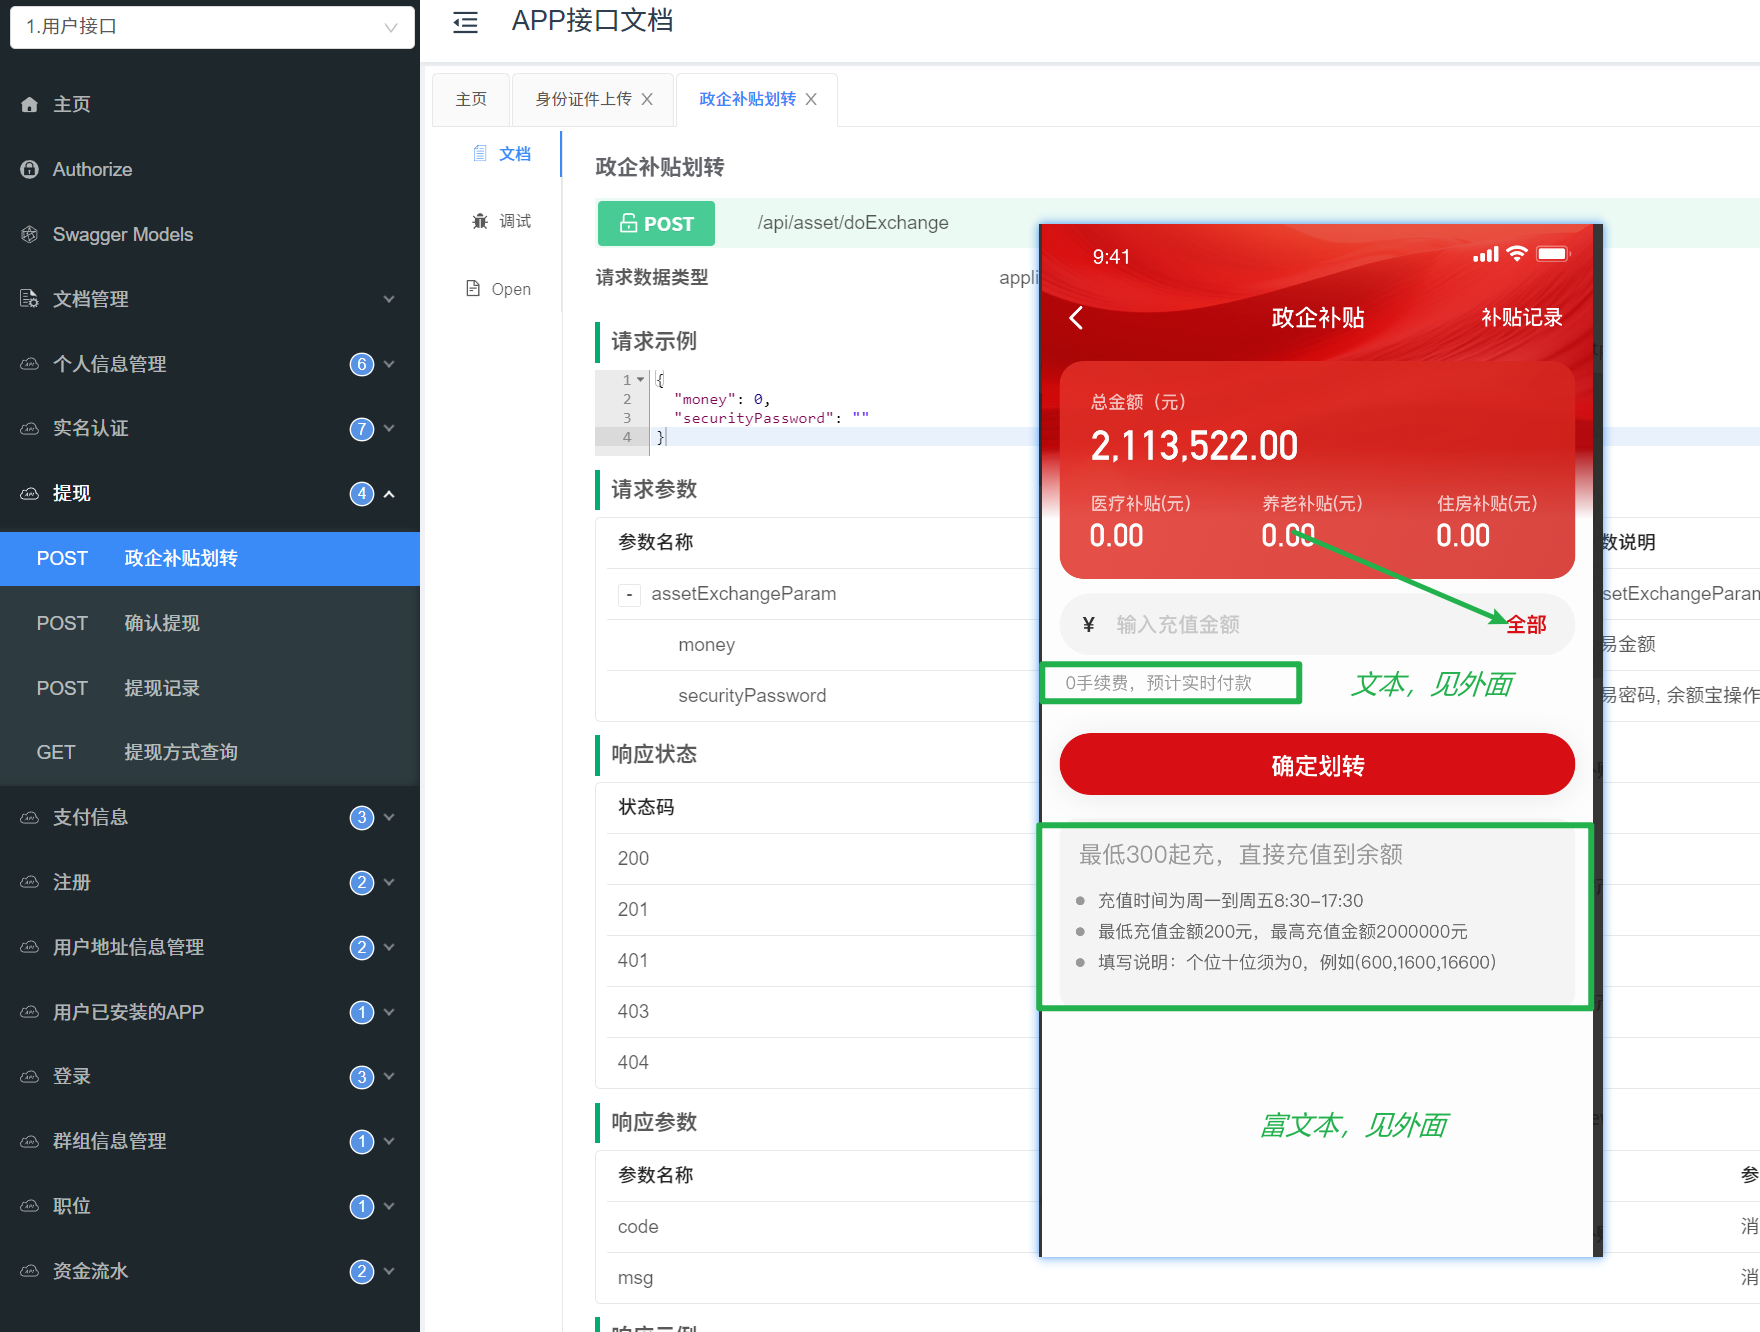 1.用户接口
APP接口文档
主页
Authorize
Swagger Models
文档管理
个人信息管理 6
实名认证 7
提现 4
POST 政企补贴划转
POST 确认提现
POST 提现记录
GET 提现方式查询
支付信息 3
注册 2
用户地址信息管理 2
用户已安装的APP 1
登录 3
群组信息管理 1
职位 1
资金流水 2
主页 身份证件上传 政企补贴划转
文档
调试
Open
政企补贴划转
POST /api/asset/doExchange
请求数据类型 appli
请求示例
1 {
2 "money": 0,
3 "securityPassword": ""
4 }
请求参数
参数名称 数说明
- assetExchangeParam setExchangeParam
money 易金额
securityPassword 易密码, 余额宝操作
响应状态
状态码
200
201
401
403
404
响应参数
参数名称 参
code 消
msg 消
响应示例
9:41
政企补贴 补贴记录
总金额（元）
2,113,522.00
医疗补贴(元) 养老补贴(元) 住房补贴(元)
0.00 0.00 0.00
¥ 输入充值金额 全部
0手续费，预计实时付款 文本，见外面
确定划转
最低300起充，直接充值到余额
充值时间为周一到周五8:30-17:30
最低充值金额200元，最高充值金额2000000元
填写说明：个位十位须为0，例如(600,1600,16600)
富文本，见外面